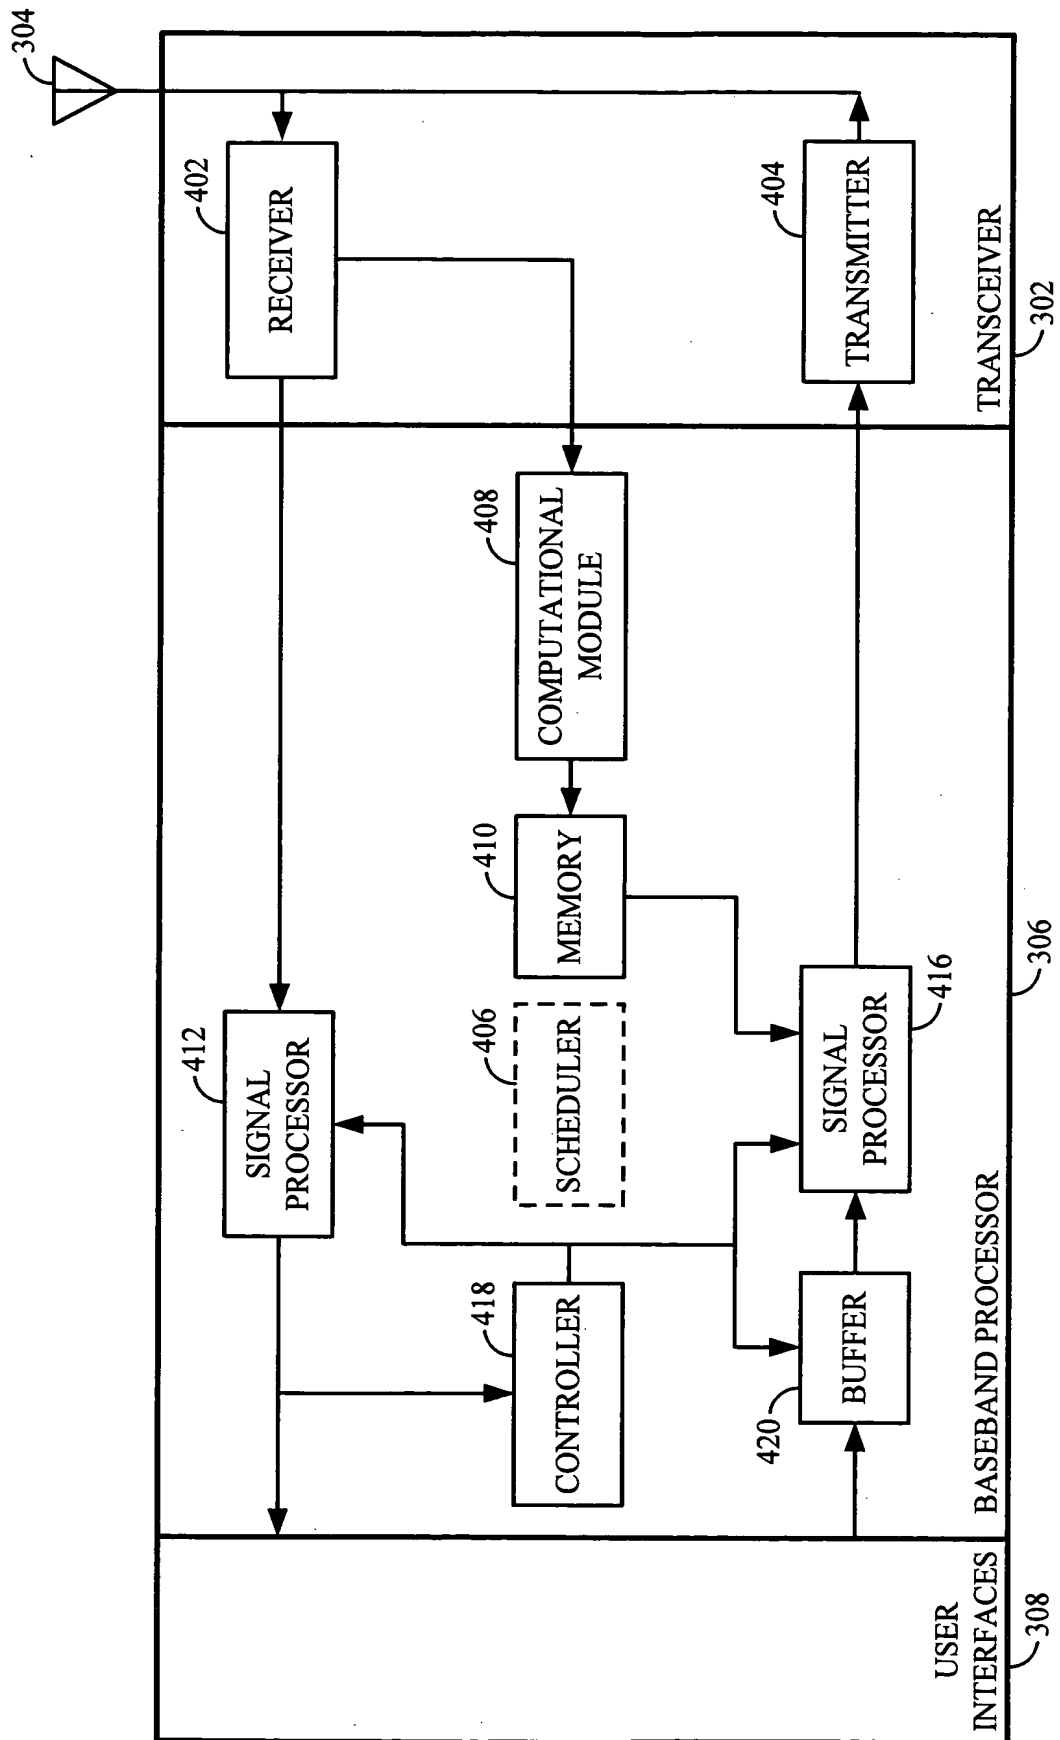 304
402
RECEIVER
404
TRANSMITTER
TRANSCEIVER
302
408
COMPUTATIONAL
MODULE
410
MEMORY
412
SIGNAL
PROCESSOR
406
SCHEDULER
SIGNAL
PROCESSOR
416
418
CONTROLLER
420
BUFFER
BASEBAND PROCESSOR
306
USER
INTERFACES
308